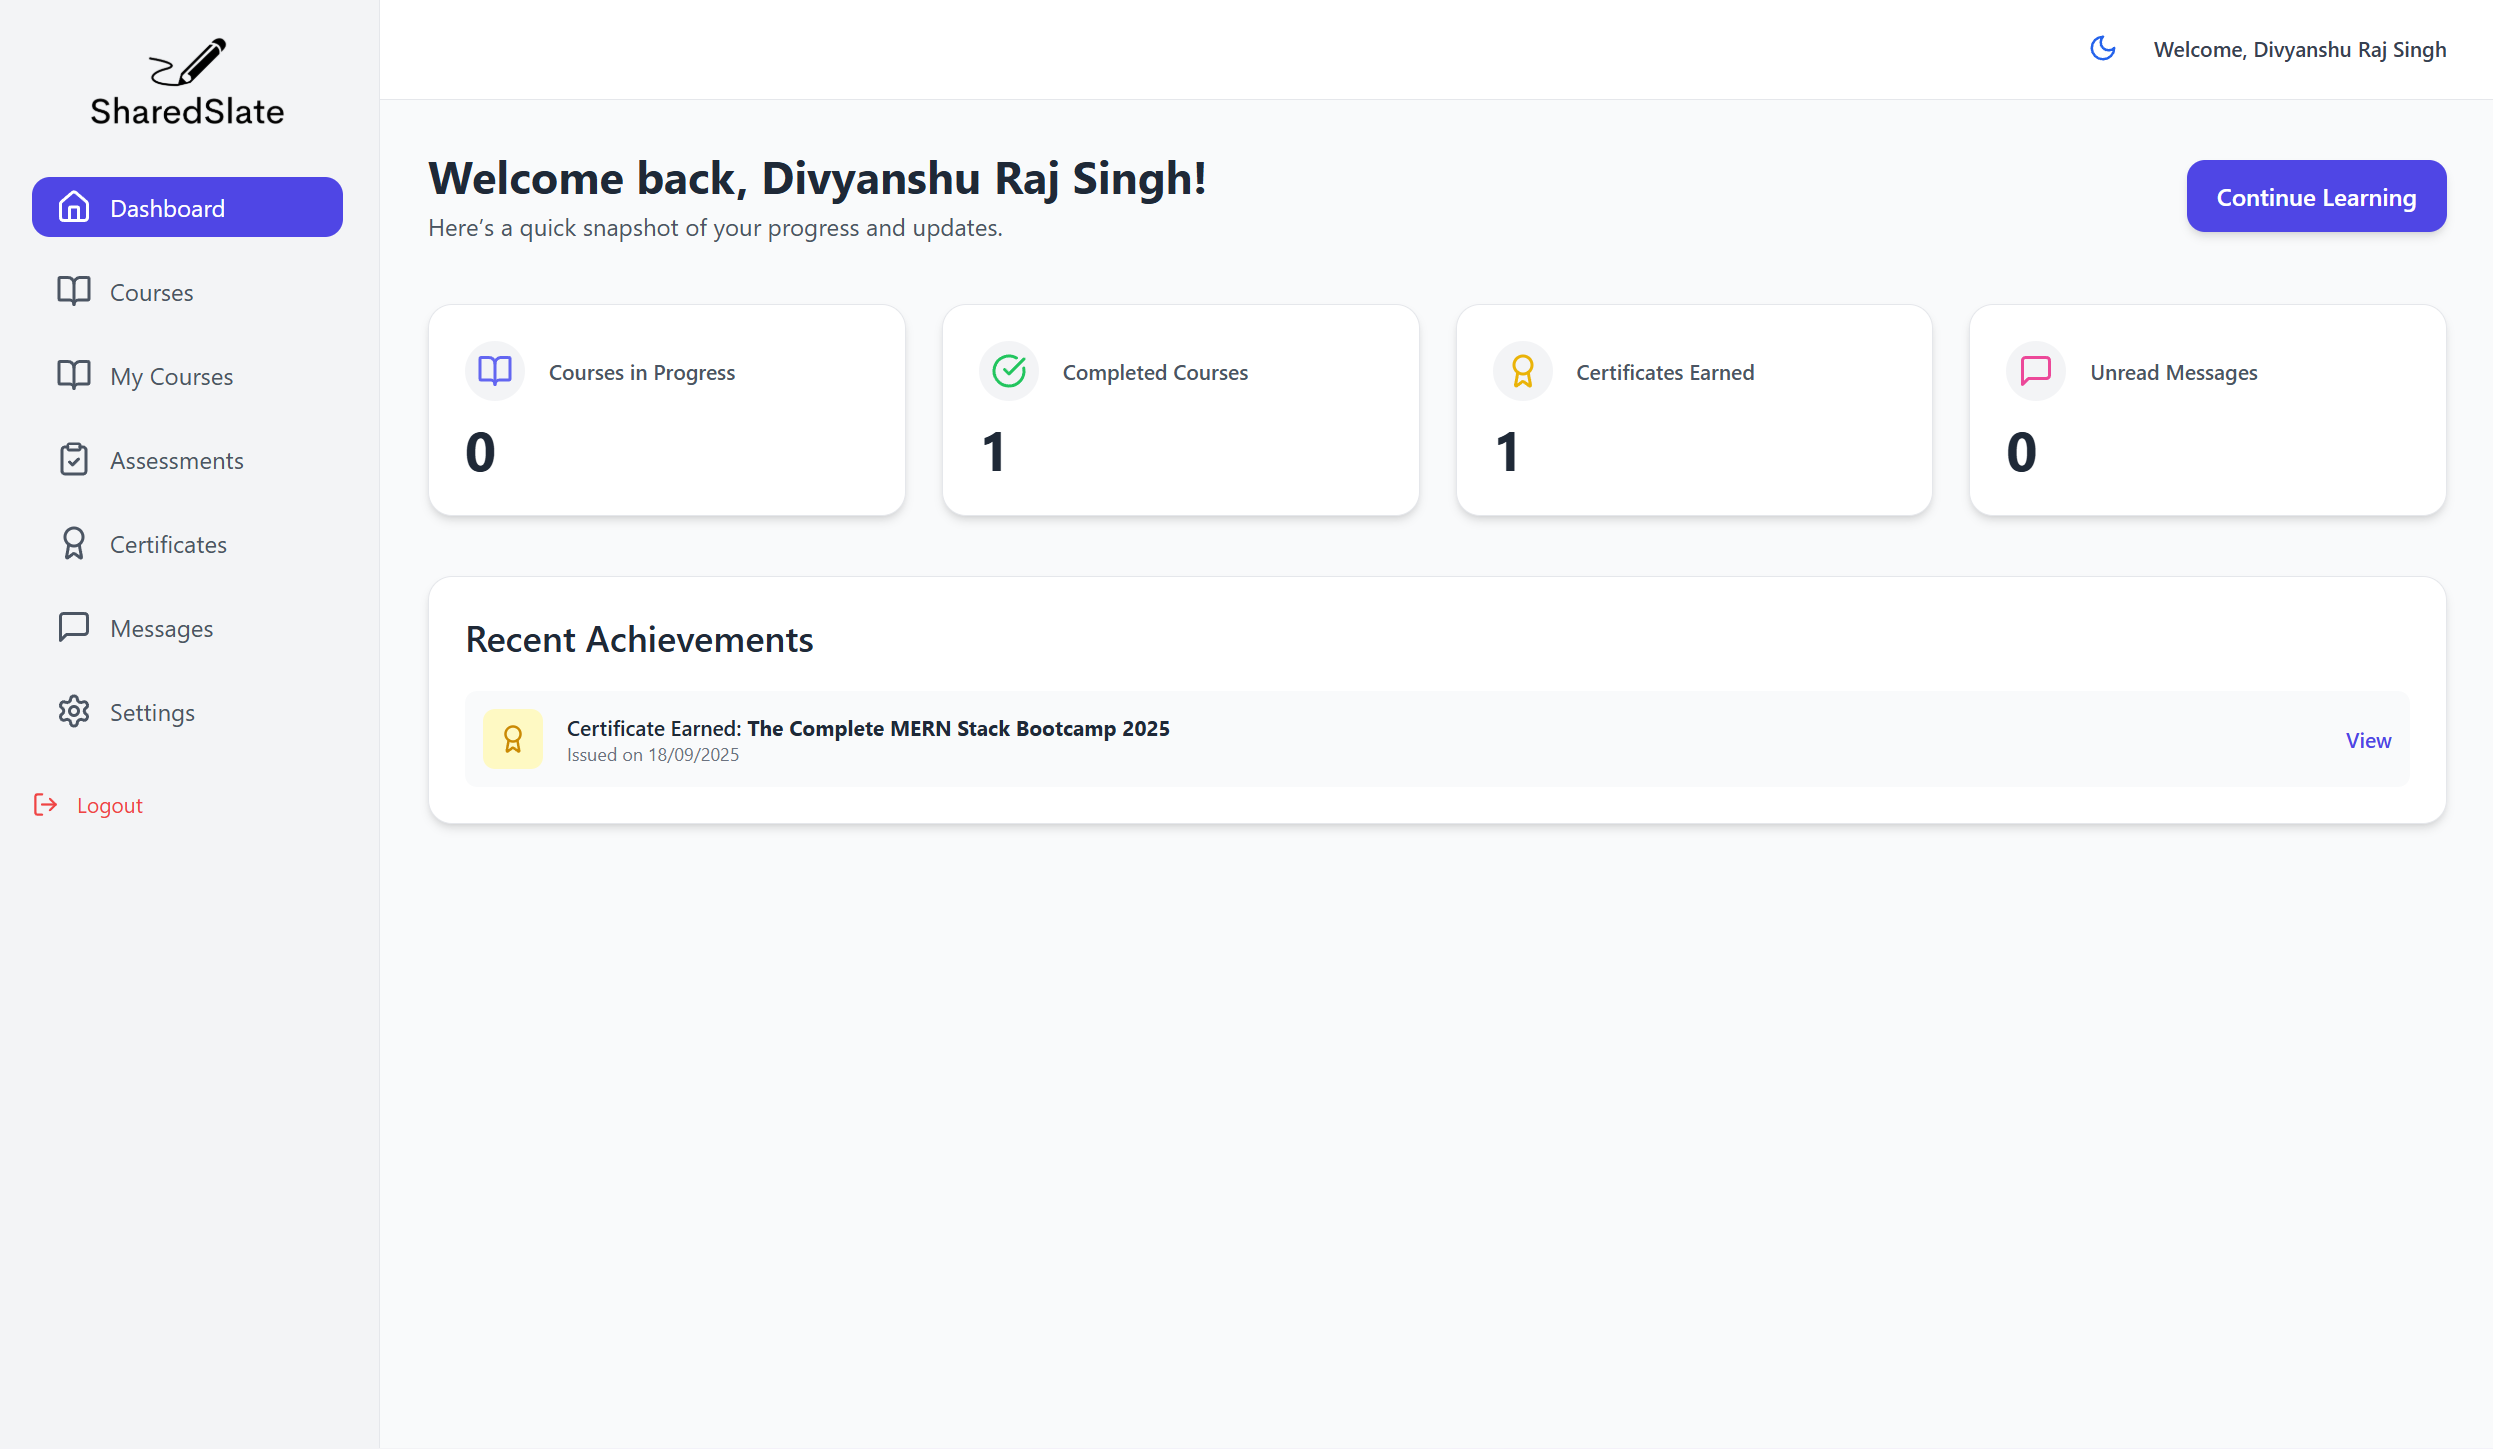 SharedSlate
Dashboard
Courses
My Courses
Assessments
Certificates
Messages
Settings
Logout
Welcome, Divyanshu Raj Singh
Welcome back, Divyanshu Raj Singh!
Here’s a quick snapshot of your progress and updates.
Continue Learning
Courses in Progress
0
Completed Courses
1
Certificates Earned
1
Unread Messages
0
Recent Achievements
Certificate Earned: The Complete MERN Stack Bootcamp 2025
Issued on 18/09/2025
View